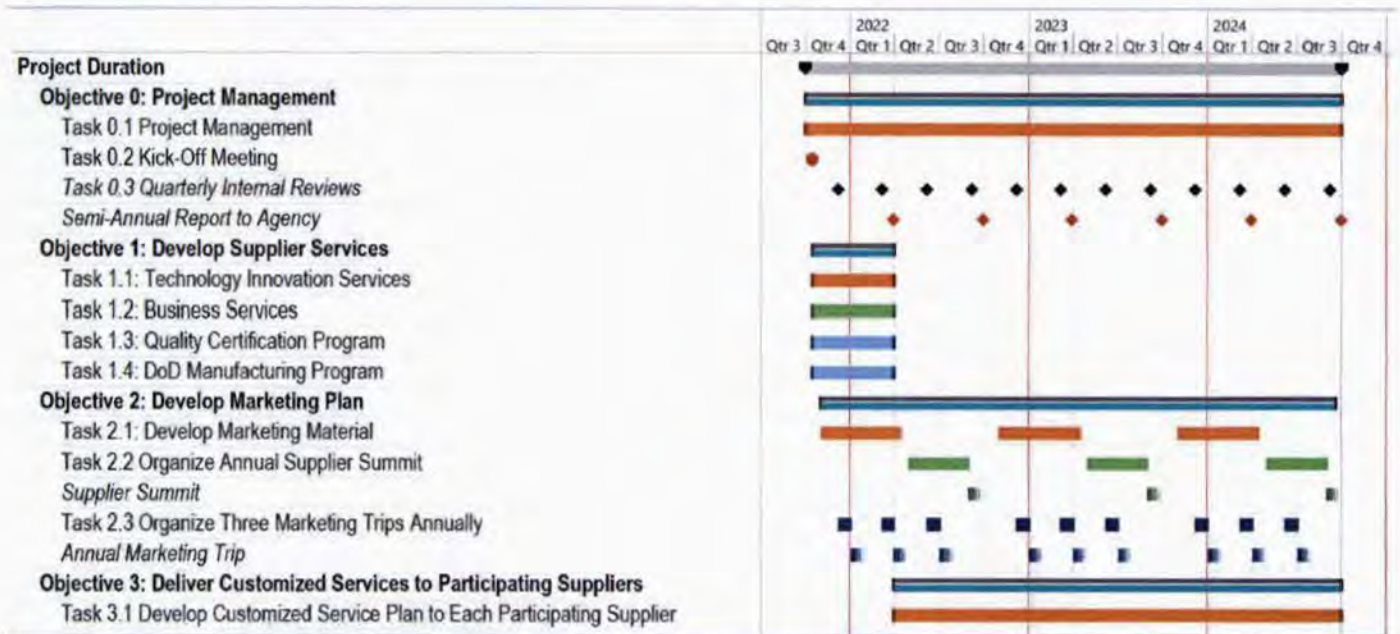 2022 2023 2024
Qtr 3 Qtr 4 Qtr 1 Qtr 2 Qtr 3 Qtr 4 Qtr 1 Qtr 2 Qtr 3 Qtr 4 Qtr 1 Qtr 2 Qtr 3 Qtr 4
Project Duration
Objective 0: Project Management
Task 0.1 Project Management
Task 0.2 Kick-Off Meeting
Task 0.3 Quarterly Internal Reviews
Semi-Annual Report to Agency
Objective 1: Develop Supplier Services
Task 1.1: Technology Innovation Services
Task 1.2: Business Services
Task 1.3: Quality Certification Program
Task 1.4: DoD Manufacturing Program
Objective 2: Develop Marketing Plan
Task 2.1: Develop Marketing Material
Task 2.2 Organize Annual Supplier Summit
Supplier Summit
Task 2.3 Organize Three Marketing Trips Annually
Annual Marketing Trip
Objective 3: Deliver Customized Services to Participating Suppliers
Task 3.1 Develop Customized Service Plan to Each Participating Supplier